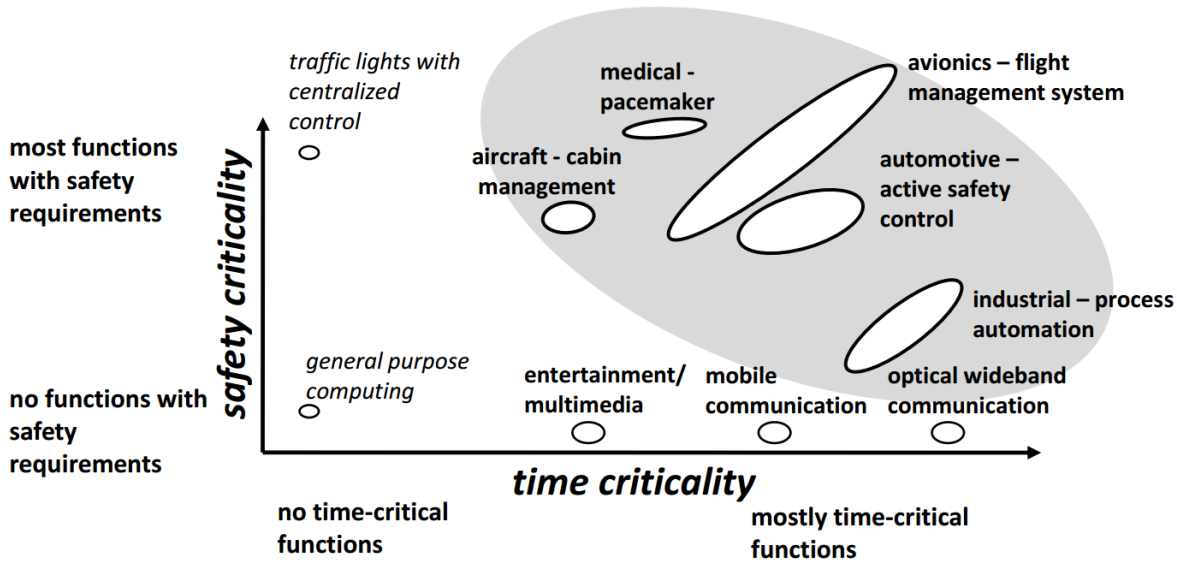 traffic lights with
centralized
control
medical -
pacemaker
avionics – flight
management system
most functions
with safety
requirements
aircraft - cabin
management
automotive –
active safety
control
safety criticality
industrial – process
automation
general purpose
computing
entertainment/
multimedia
mobile
communication
optical wideband
communication
no functions with
safety
requirements
time criticality
no time-critical
functions
mostly time-critical
functions